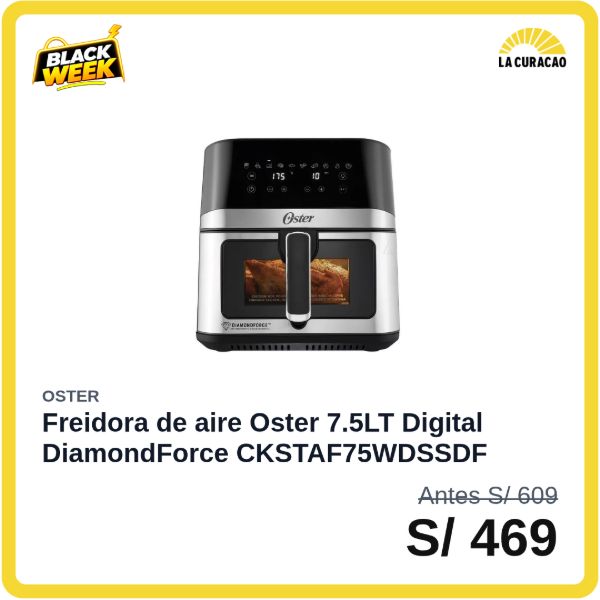 BLACK
WEEK
LA CURACAO
175
10
Oster
DIAMONDFORCE
OSTER
Freidora de aire Oster 7.5LT Digital
DiamondForce CKSTAF75WDSSDF
Antes S/ 609
S/ 469